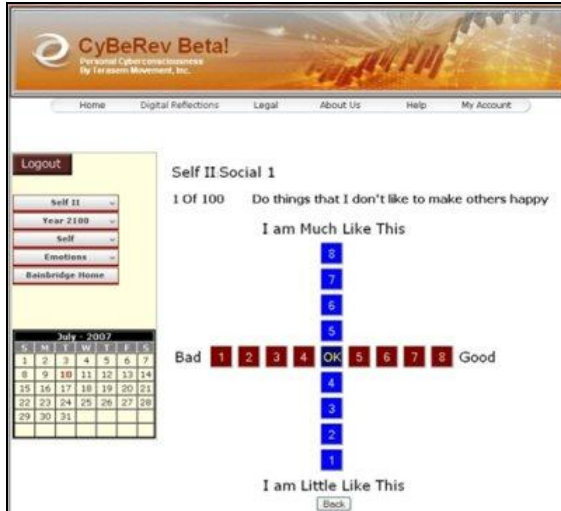 CyBeRev Beta!
Personal Cyberconsciousness
By Terasem Movement, Inc.
Home Digital Reflections Legal About Us Help My Account
Logout
Self II
Year 2100
Self
Emotions
Bainbridge Home
July - 2007
S M T W T F S
1 2 3 4 5 6 7
8 9 10 11 12 13 14
15 16 17 18 19 20 21
22 23 24 25 26 27 28
29 30 31
Self II:Social 1
1 Of 100 Do things that I don't like to make others happy
I am Much Like This
8
7
6
5
Bad 1 2 3 4 OK 5 6 7 8 Good
4
3
2
1
I am Little Like This
Back